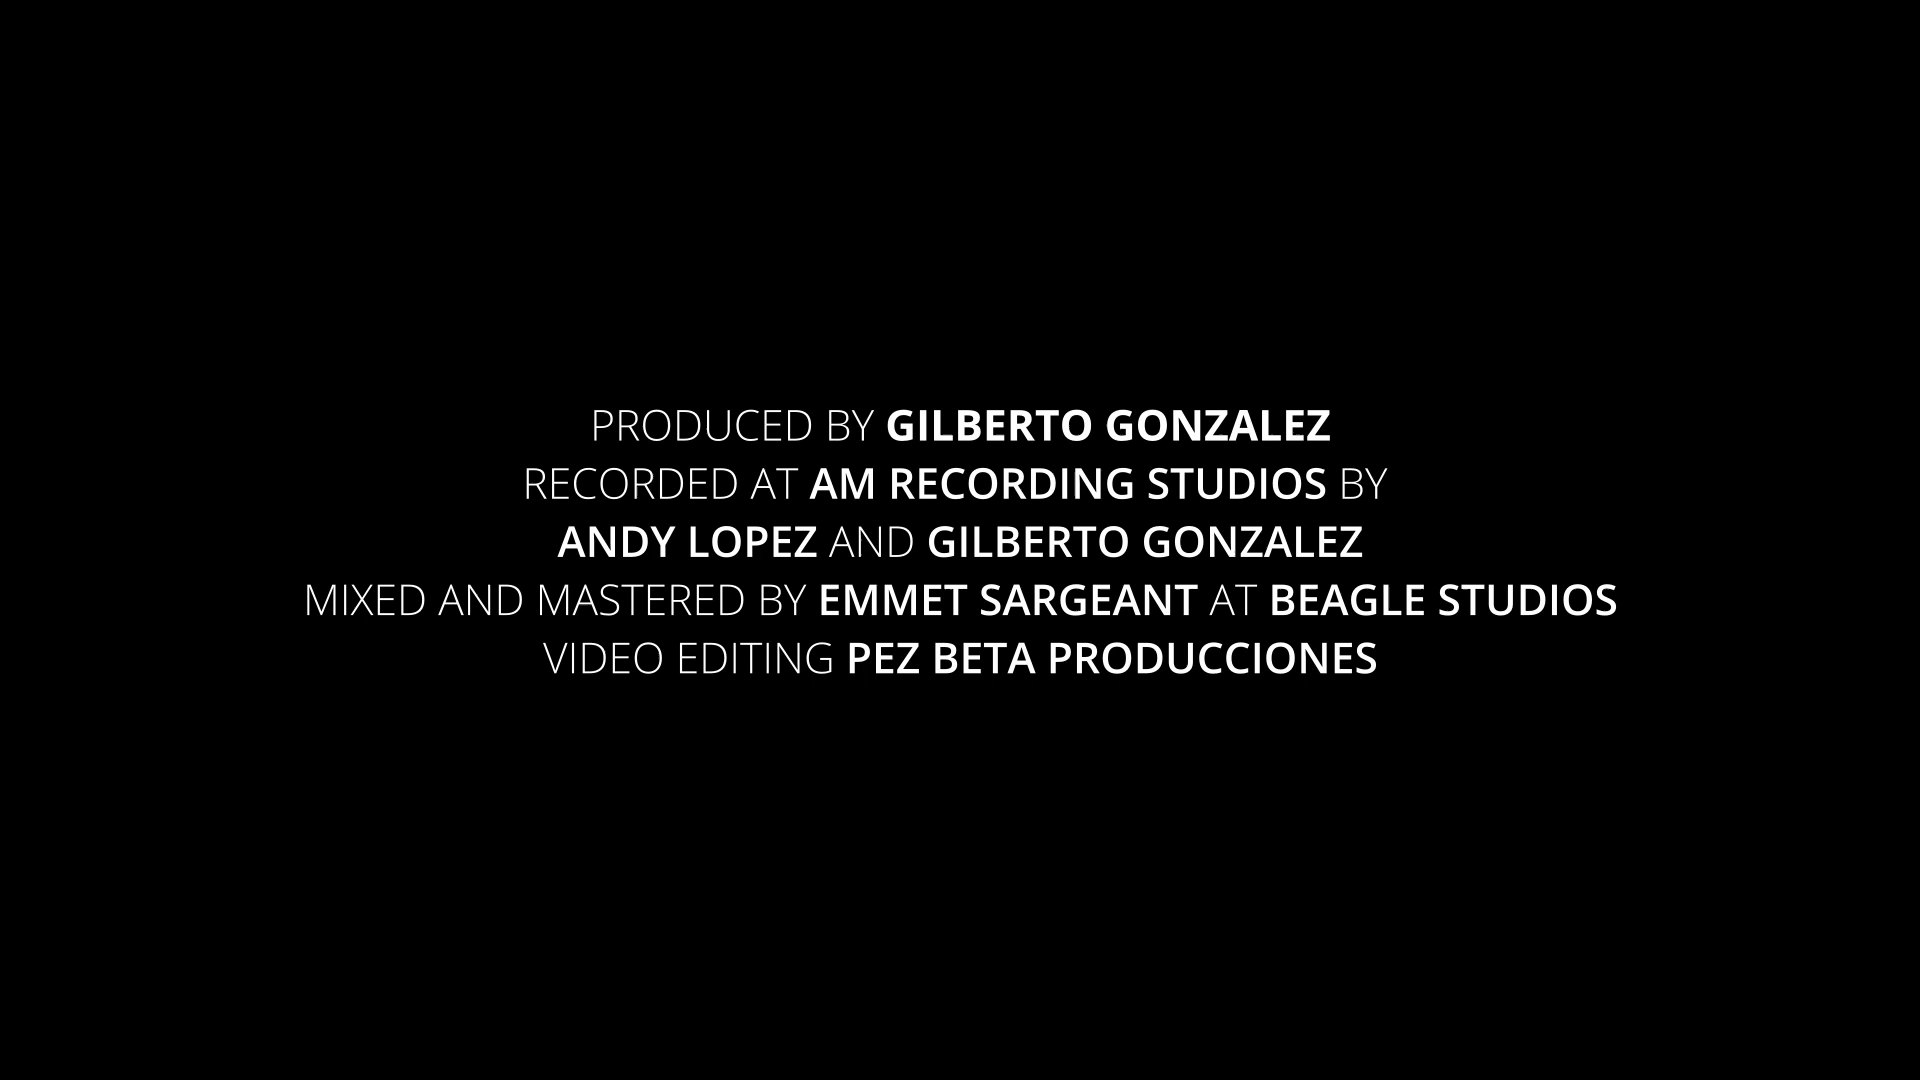 PRODUCED BY GILBERTO GONZALEZ
RECORDED AT AM RECORDING STUDIOS BY
ANDY LOPEZ AND GILBERTO GONZALEZ
MIXED AND MASTERED BY EMMET SARGEANT AT BEAGLE STUDIOS
VIDEO EDITING PEZ BETA PRODUCCIONES